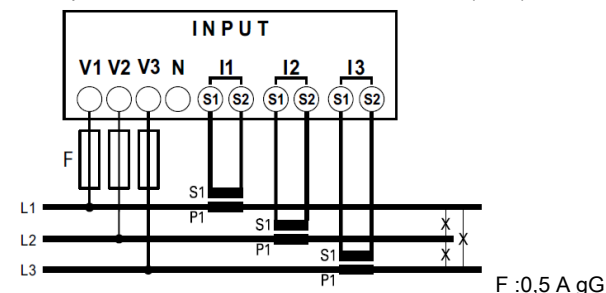 INPUT
V1 V2 V3 N I1 I2 I3
S1 S2 S1 S2 S1 S2
F
S1
L1
P1
S1
L2
P1
S1
L3
P1
F :0,5 A gG